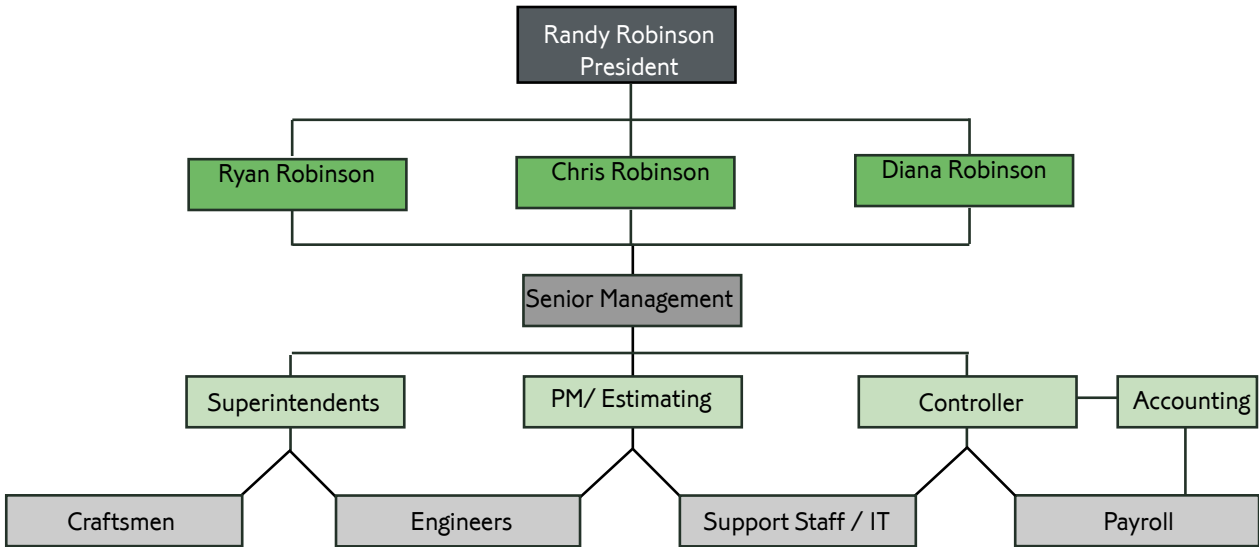 Randy Robinson
President
Ryan Robinson
Chris Robinson
Diana Robinson
Senior Management
Superintendents
PM/ Estimating
Controller
Accounting
Craftsmen
Engineers
Support Staff / IT
Payroll